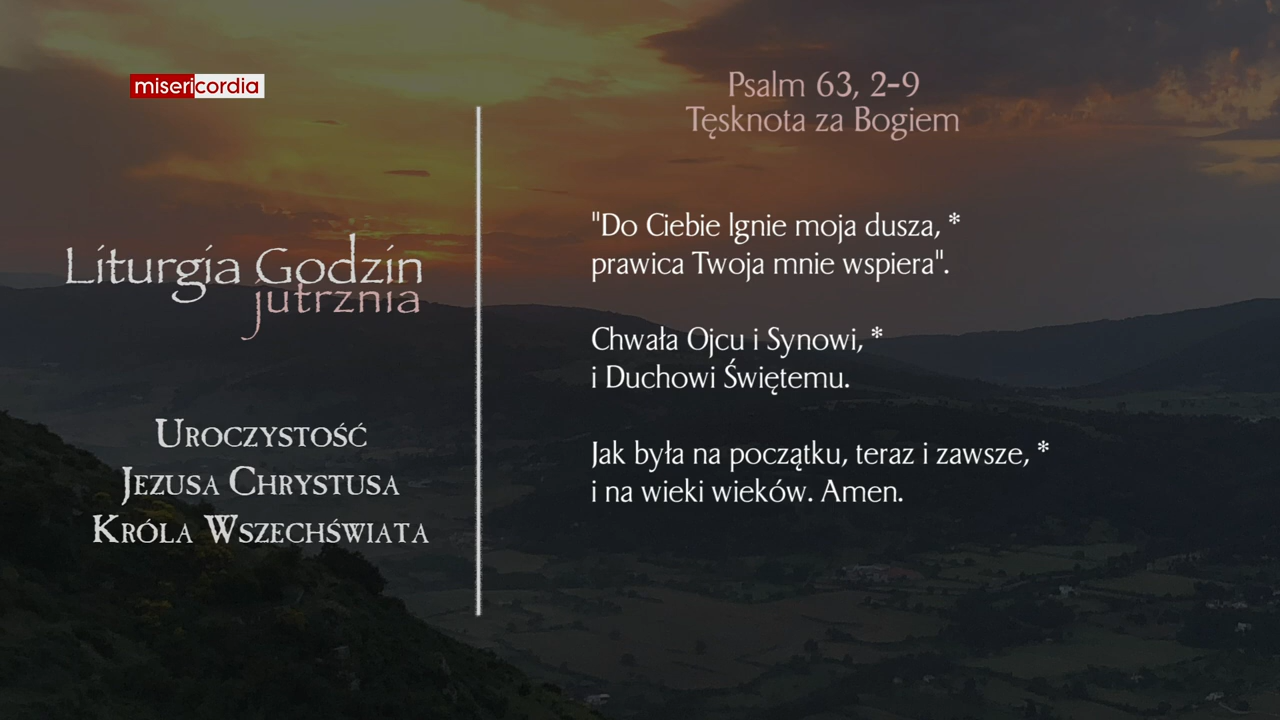 misericordia
Liturgia Godzin
jutrznia
Uroczystość
Jezusa Chrystusa
Króla Wszechświata
Psalm 63, 2-9
Tęsknota za Bogiem
"Do Ciebie lgnie moja dusza, *
prawica Twoja mnie wspiera".
Chwała Ojcu i Synowi, *
i Duchowi Świętemu.
Jak była na początku, teraz i zawsze, *
i na wieki wieków. Amen.